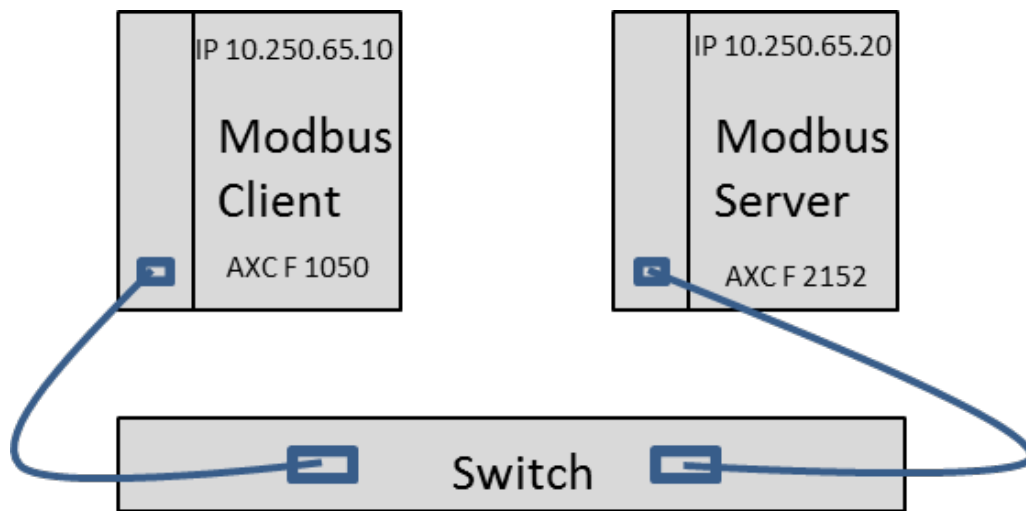 IP 10.250.65.10
Modbus
Client
AXC F 1050
IP 10.250.65.20
Modbus
Server
AXC F 2152
Switch